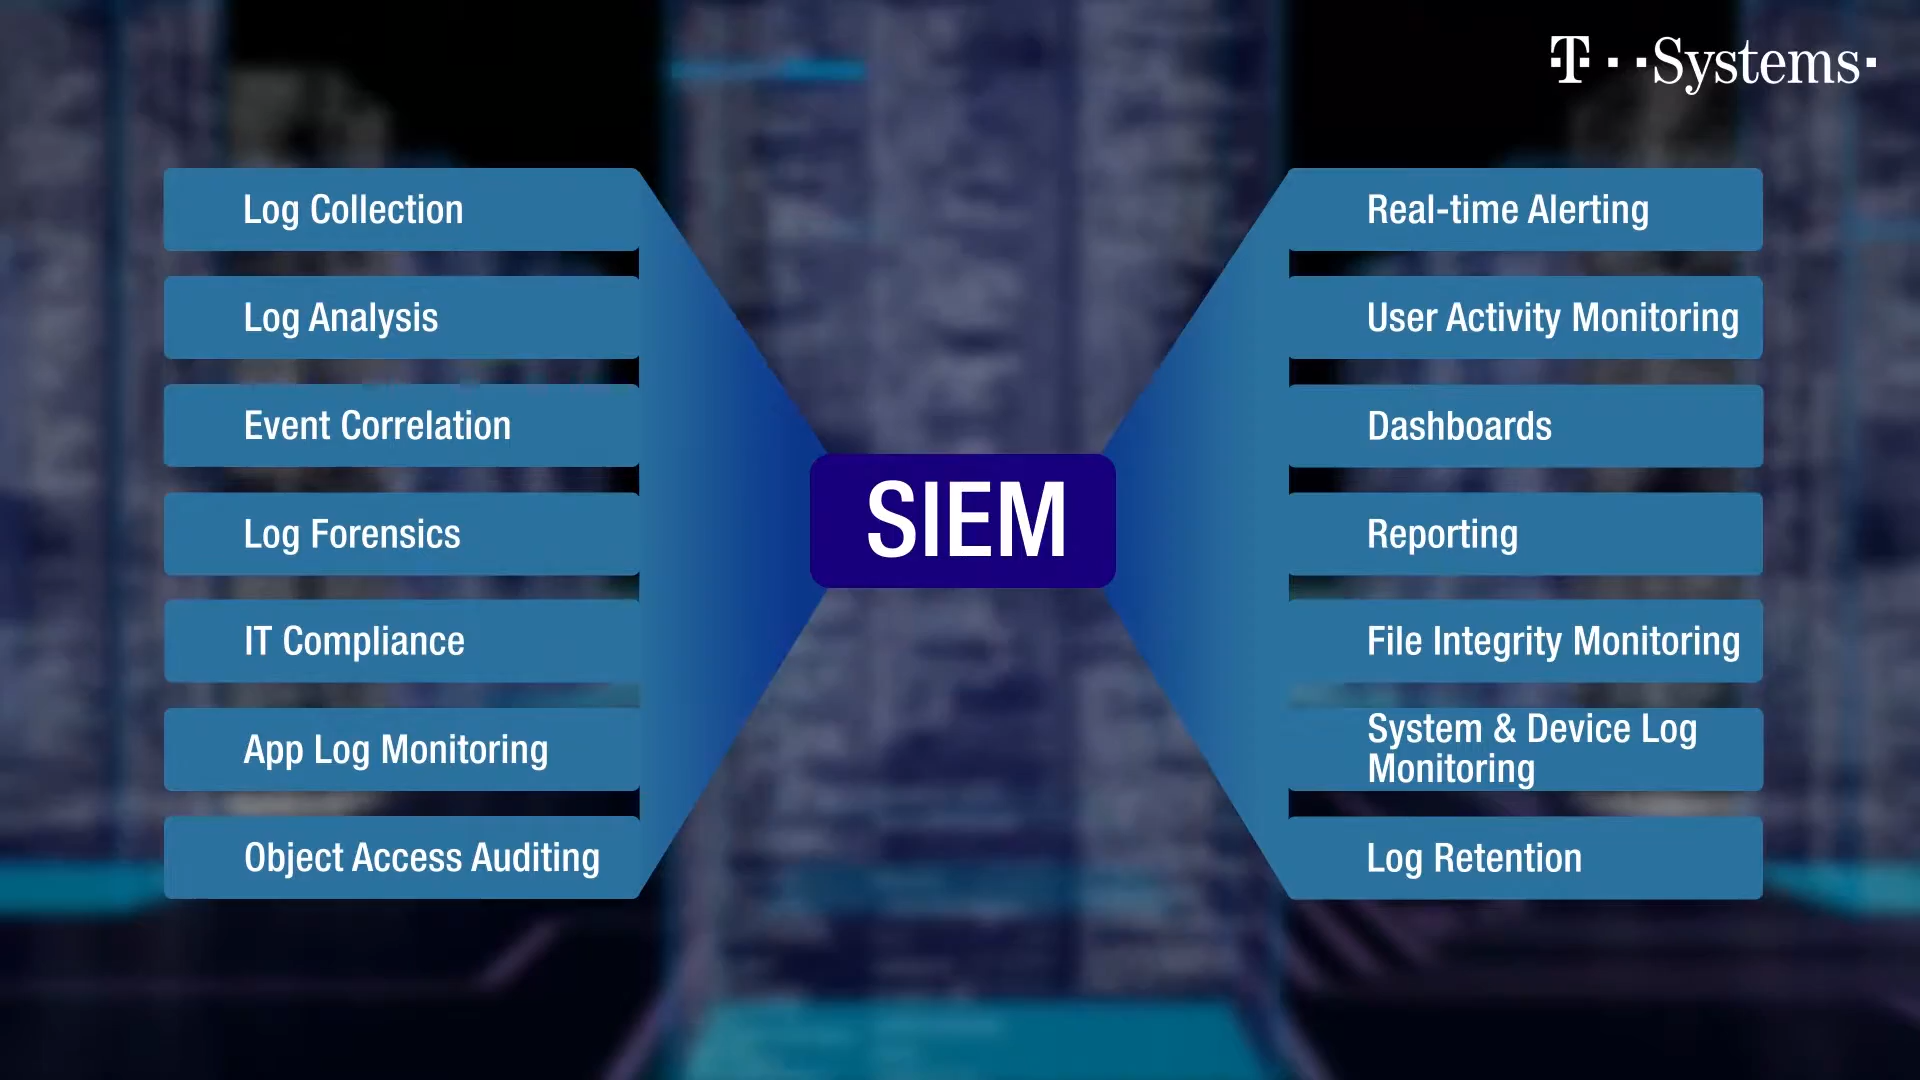 T··Systems·
Log Collection
Log Analysis
Event Correlation
Log Forensics
IT Compliance
App Log Monitoring
Object Access Auditing
SIEM
Real-time Alerting
User Activity Monitoring
Dashboards
Reporting
File Integrity Monitoring
System & Device Log
Monitoring
Log Retention